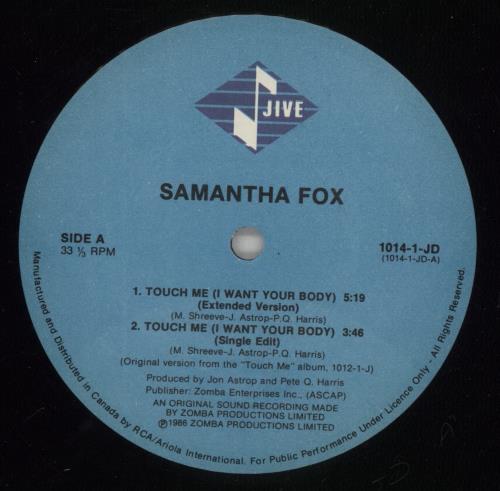 JIVE
SAMANTHA FOX
SIDE A
33 ⅓ RPM
1014-1-JD
(1014-1-JD-A)
1. TOUCH ME (I WANT YOUR BODY) 5:19
(Extended Version)
(M. Shreeve-J. Astrop-P.Q. Harris)
2. TOUCH ME (I WANT YOUR BODY) 3:46
(Single Edit)
(M. Shreeve-J. Astrop-P.Q. Harris)
(Original version from the "Touch Me" album, 1012-1-J)
Produced by Jon Astrop and Pete Q. Harris
Publisher: Zomba Enterprises Inc., (ASCAP)
AN ORIGINAL SOUND RECORDING MADE
BY ZOMBA PRODUCTIONS LIMITED
℗1986 ZOMBA PRODUCTIONS LIMITED
Manufactured and Distributed in Canada by RCA/Ariola International. For Public Performance Under Licence Only - All Rights Reserved.